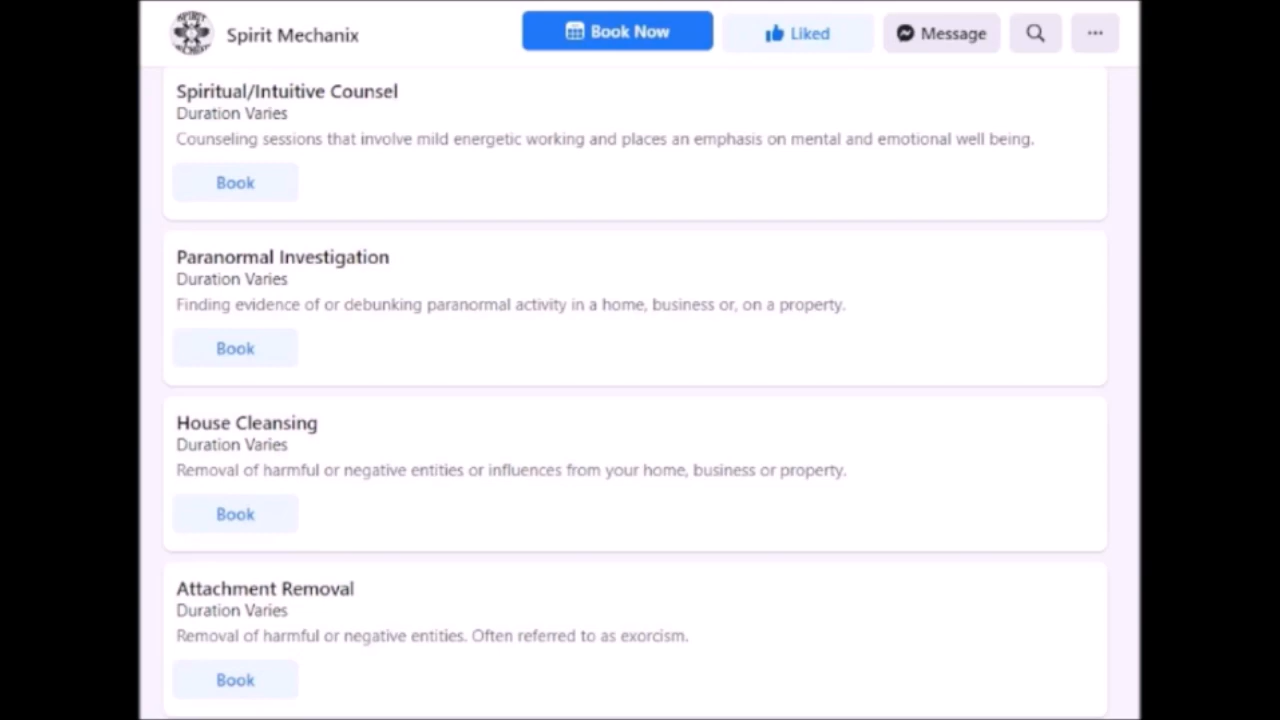 Spirit Mechanix
Book Now
Liked
Message
Spiritual/Intuitive Counsel
Duration Varies
Counseling sessions that involve mild energetic working and places an emphasis on mental and emotional well being.
Book
Paranormal Investigation
Duration Varies
Finding evidence of or debunking paranormal activity in a home, business or, on a property.
Book
House Cleansing
Duration Varies
Removal of harmful or negative entities or influences from your home, business or property.
Book
Attachment Removal
Duration Varies
Removal of harmful or negative entities. Often referred to as exorcism.
Book